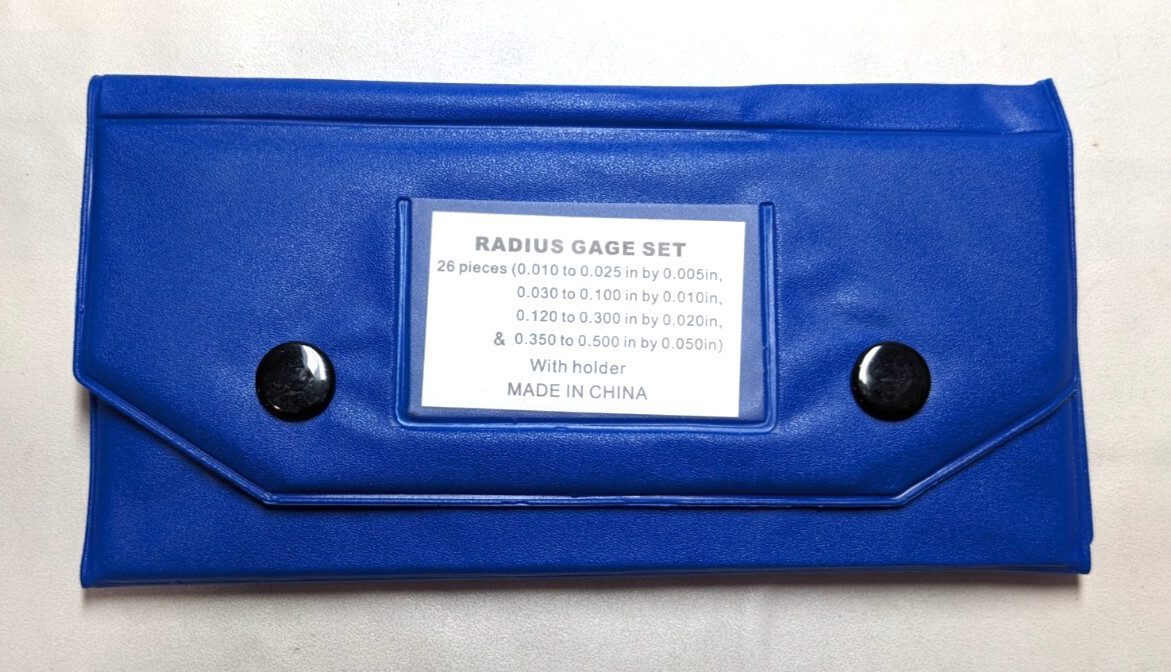 RADIUS GAGE SET
26 pieces (0.010 to 0.025 in by 0.005in,
0.030 to 0.100 in by 0.010in,
0.120 to 0.300 in by 0.020in,
& 0.350 to 0.500 in by 0.050in)
With holder
MADE IN CHINA